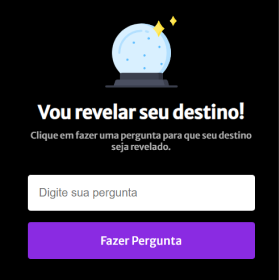 Vou revelar seu destino!
Clique em fazer uma pergunta para que seu destino
seja revelado.
Digite sua pergunta
Fazer Pergunta